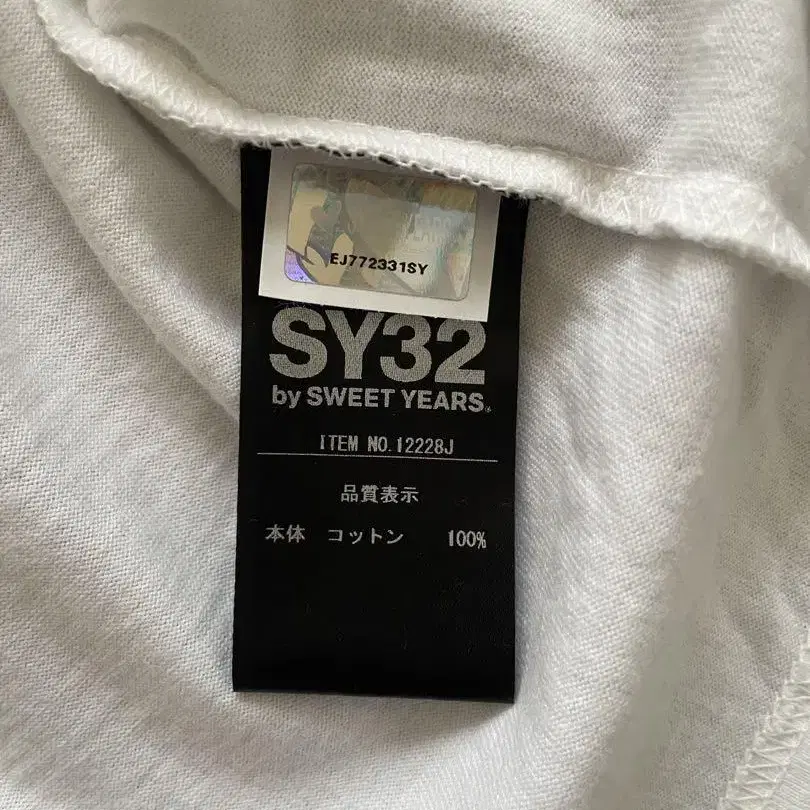 EJ772331SY
SY32
by SWEET YEARS®
ITEM NO.12228J
品質表示
本体 コットン 100%